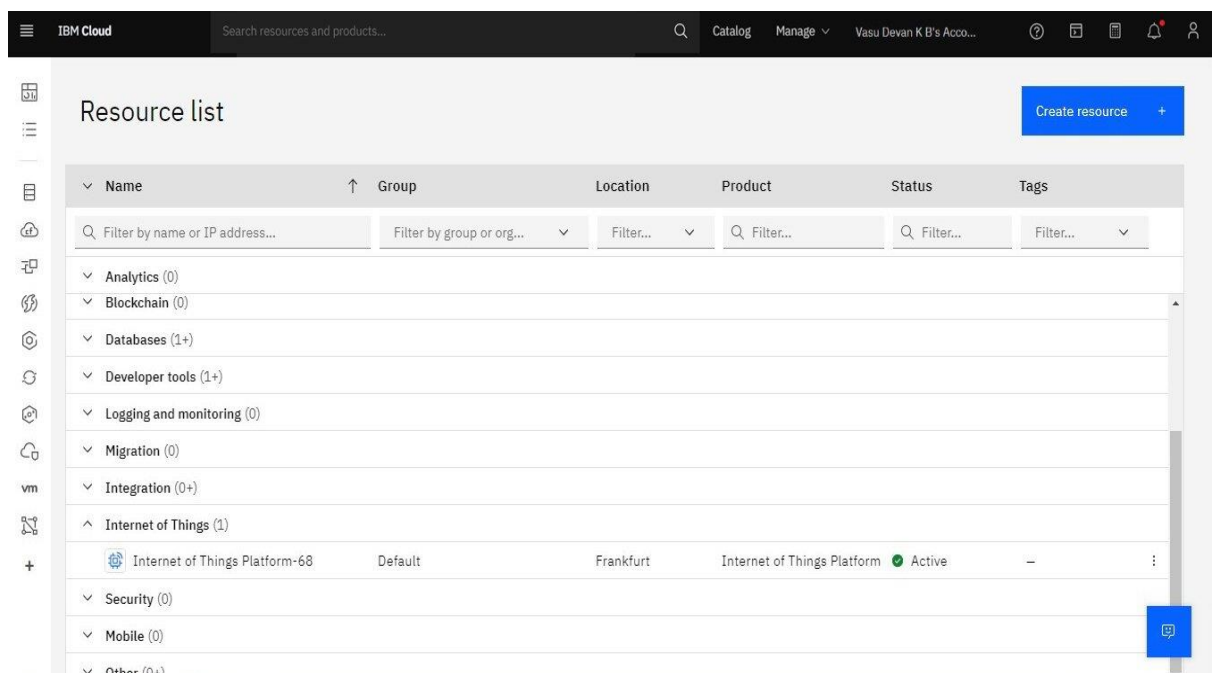 IBM Cloud Search resources and products... Catalog Manage Vasu Devan K B's Acco...
Resource list
Create resource +
Name Group Location Product Status Tags
Filter by name or IP address... Filter by group or org... Filter... Filter... Filter... Filter...
Analytics (0)
Blockchain (0)
Databases (1+)
Developer tools (1+)
Logging and monitoring (0)
Migration (0)
vm
Integration (0+)
Internet of Things (1)
Internet of Things Platform-68 Default Frankfurt Internet of Things Platform Active –
Security (0)
Mobile (0)
Other (0+)